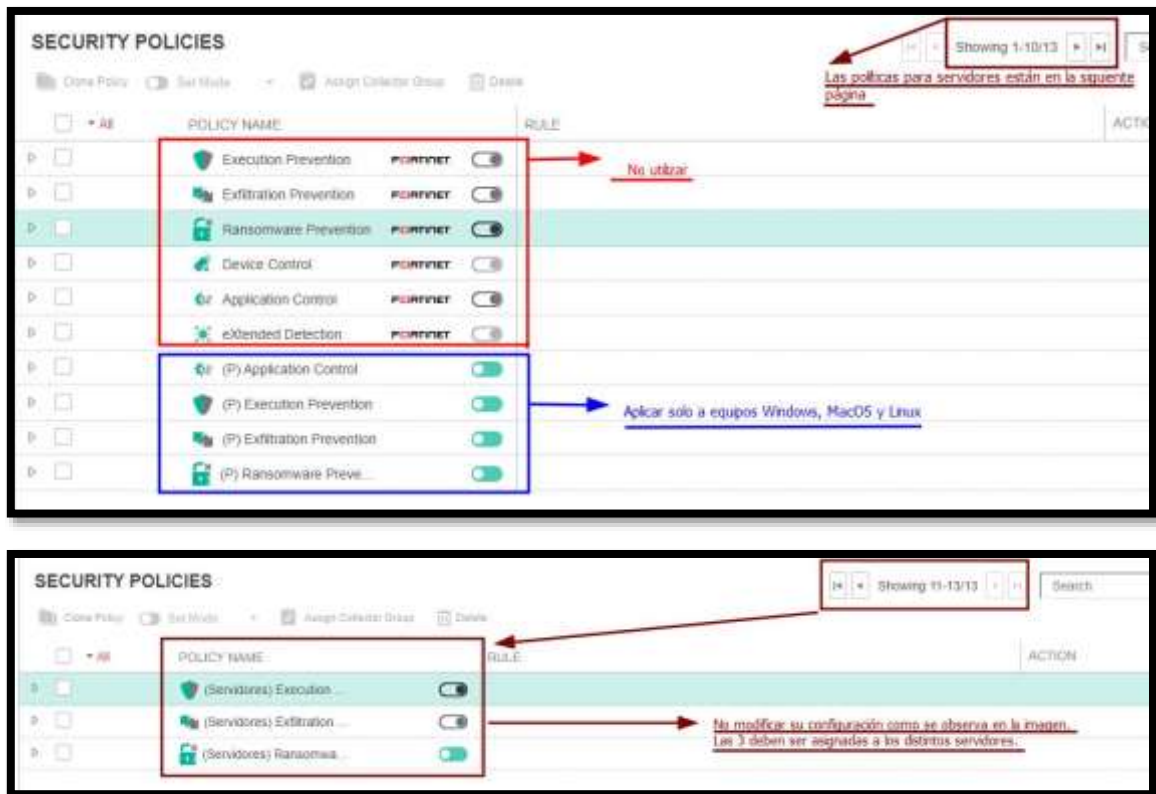 SECURITY POLICIES
Showing 1-10/13
Las políticas para servidores están en la siguiente
página
Clone Policy Set Mode Assign Collector Group Delete
All POLICY NAME RULE
Execution Prevention FORTINET
No utilizar
Exfiltration Prevention FORTINET
Ransomware Prevention FORTINET
Device Control FORTINET
Application Control FORTINET
eXtended Detection FORTINET
(P) Application Control
(P) Execution Prevention
Aplicar solo a equipos Windows, MacOS y Linux
(P) Exfiltration Prevention
(P) Ransomware Preve...
SECURITY POLICIES
Showing 11-13/13 Search
Clone Policy Set Mode Assign Collector Group Delete
All POLICY NAME RULE ACTION
(Servidores) Execution ...
(Servidores) Exfiltration ...
No modificar su configuración como se observa en la imagen.
Las 3 deben ser asignadas a los distintos servidores.
(Servidores) Ransomwa...